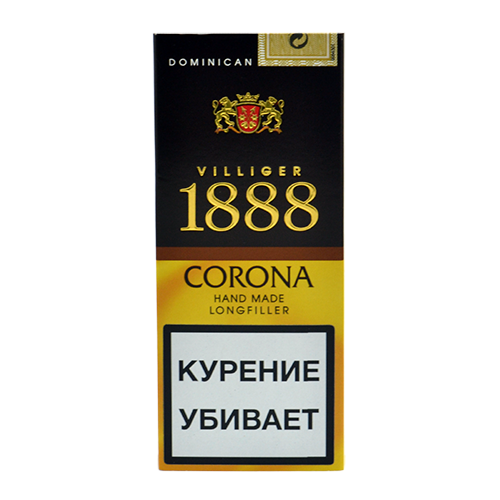 DOMINICAN
VILLIGER
1888
CORONA
HAND MADE
LONGFILLER
КУРЕНИЕ
УБИВАЕТ